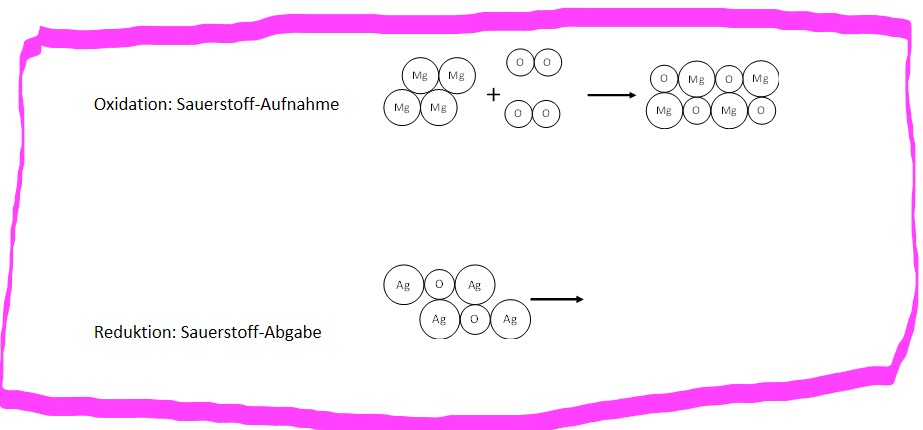 Oxidation: Sauerstoff-Aufnahme
Mg Mg
Mg Mg
+
O O
O O
O Mg O Mg
Mg O Mg O
Reduktion: Sauerstoff-Abgabe
Ag O Ag
Ag O Ag